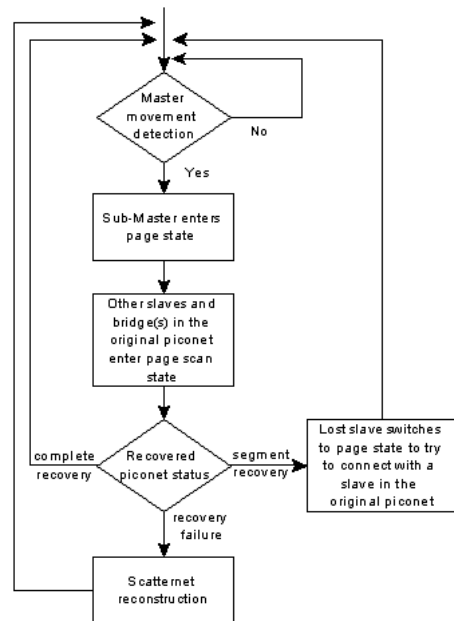 Master
movement
detection
No
Yes
Sub-Master enters
page state
Other slaves and
bridge(s) in the
original piconet
enter page scan
state
complete
recovery
Recovered
piconet status
segment
recovery
Lost slave switches
to page state to try
to connect with a
slave in the
original piconet
recovery
failure
Scatternet
reconstruction